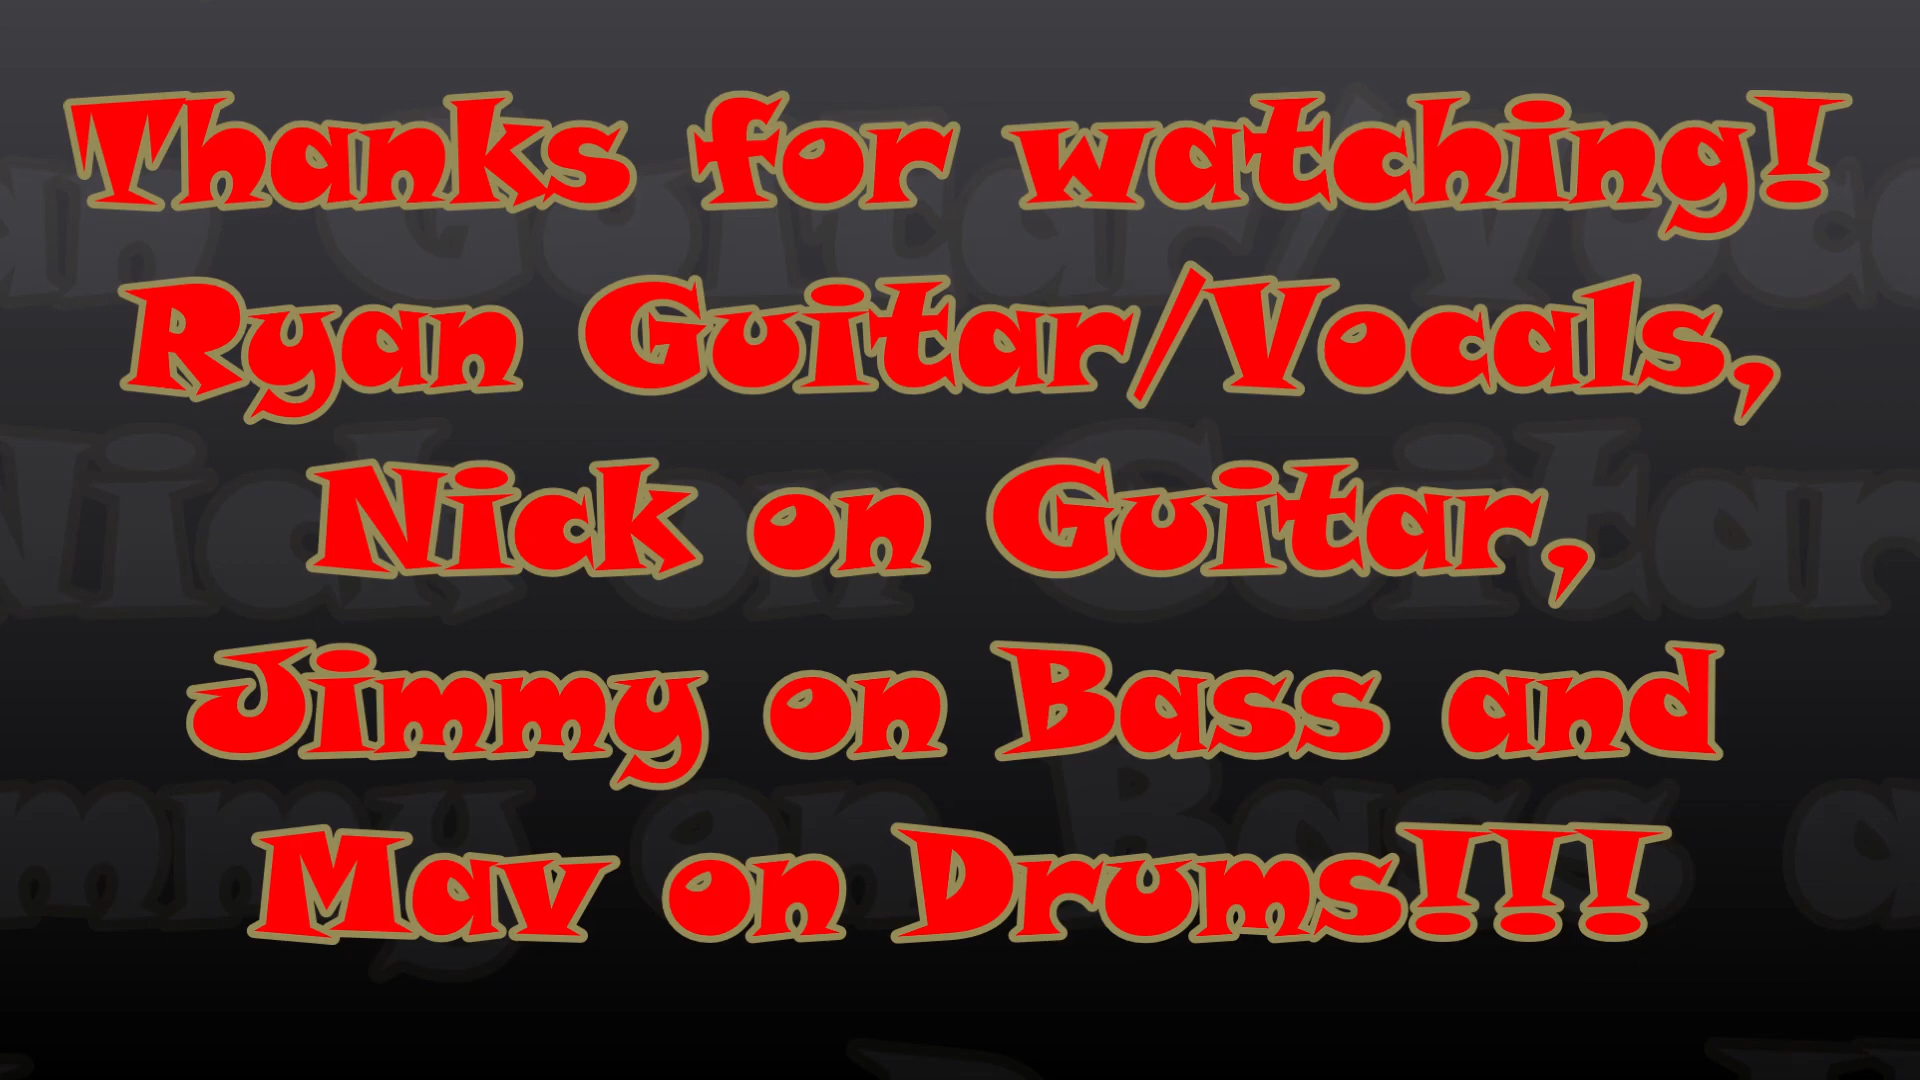 Thanks for watching!
Ryan Guitar/Vocals,
Nick on Guitar,
Jimmy on Bass and
Mav on Drums!!!